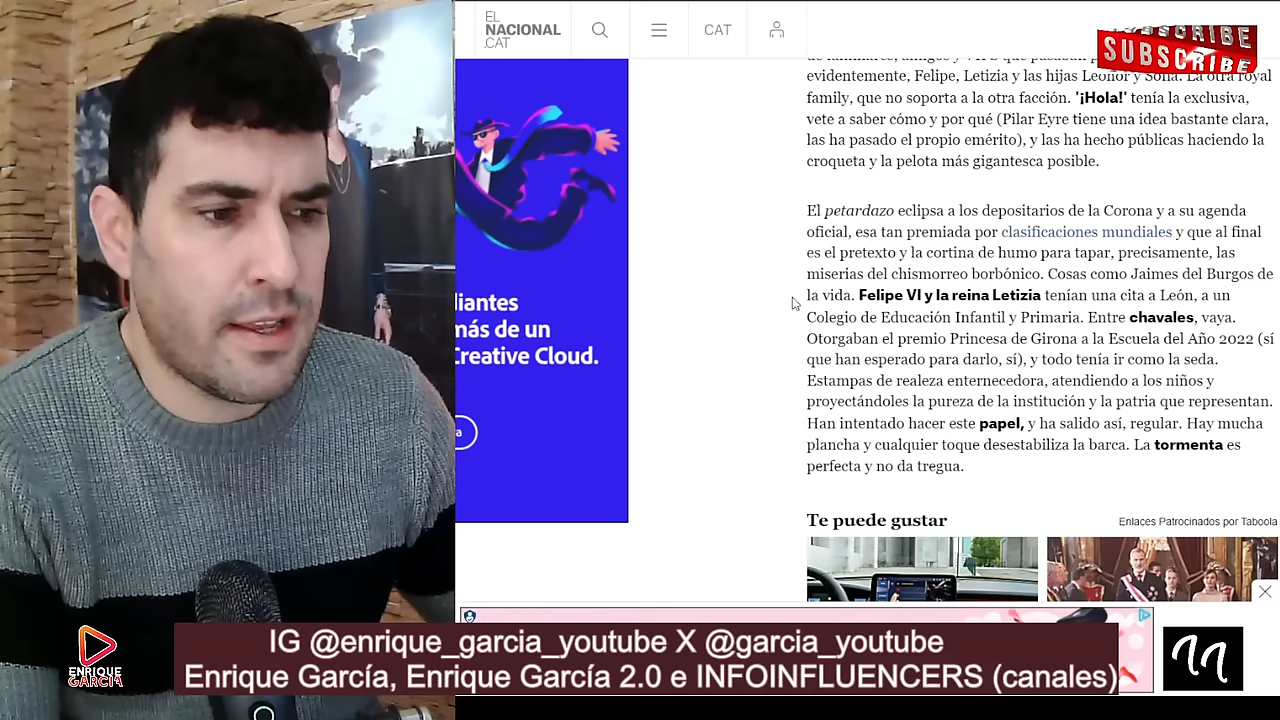 EL
NACIONAL
.CAT
CAT
SUBSCRIBE
SUBSCRIBE
evidentemente, Felipe, Letizia y las hijas Leonor y Sofía. La otra royal
family, que no soporta a la otra facción. '¡Hola!' tenía la exclusiva,
vete a saber cómo y por qué (Pilar Eyre tiene una idea bastante clara,
las ha pasado el propio emérito), y las ha hecho públicas haciendo la
croqueta y la pelota más gigantesca posible.
El petardazo eclipsa a los depositarios de la Corona y a su agenda
oficial, esa tan premiada por clasificaciones mundiales y que al final
es el pretexto y la cortina de humo para tapar, precisamente, las
miserias del chismorreo borbónico. Cosas como Jaimes del Burgos de
la vida. Felipe VI y la reina Letizia tenían una cita a León, a un
Colegio de Educación Infantil y Primaria. Entre chavales, vaya.
Otorgaban el premio Princesa de Girona a la Escuela del Año 2022 (sí
que han esperado para darlo, sí), y todo tenía ir como la seda.
Estampas de realeza enternecedora, atendiendo a los niños y
proyectándoles la pureza de la institución y la patria que representan.
Han intentado hacer este papel, y ha salido así, regular. Hay mucha
plancha y cualquier toque desestabiliza la barca. La tormenta es
perfecta y no da tregua.
iantes
más de un
Creative Cloud.
a
Te puede gustar
Enlaces Patrocinados por Taboola
IG @enrique_garcia_youtube X @garcia_youtube
Enrique García, Enrique García 2.0 e INFOINFLUENCERS (canales)
ENRIQUE
GARCÍA